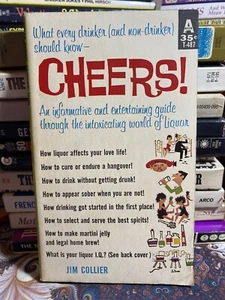 What every drinker (and non-drinker)
should know—
A
35¢
T-487
CHEERS!
An informative and entertaining guide
through the intoxicating world of Liquor
How liquor affects your love life!
How to cure or endure a hangover!
How to drink without getting drunk!
How to appear sober when you are not!
How drinking got started in the first place!
How to select and serve the best spirits!
How to make martini jelly
and legal home brew!
What is your liquor I.Q.? (See back cover.)
JIM COLLIER